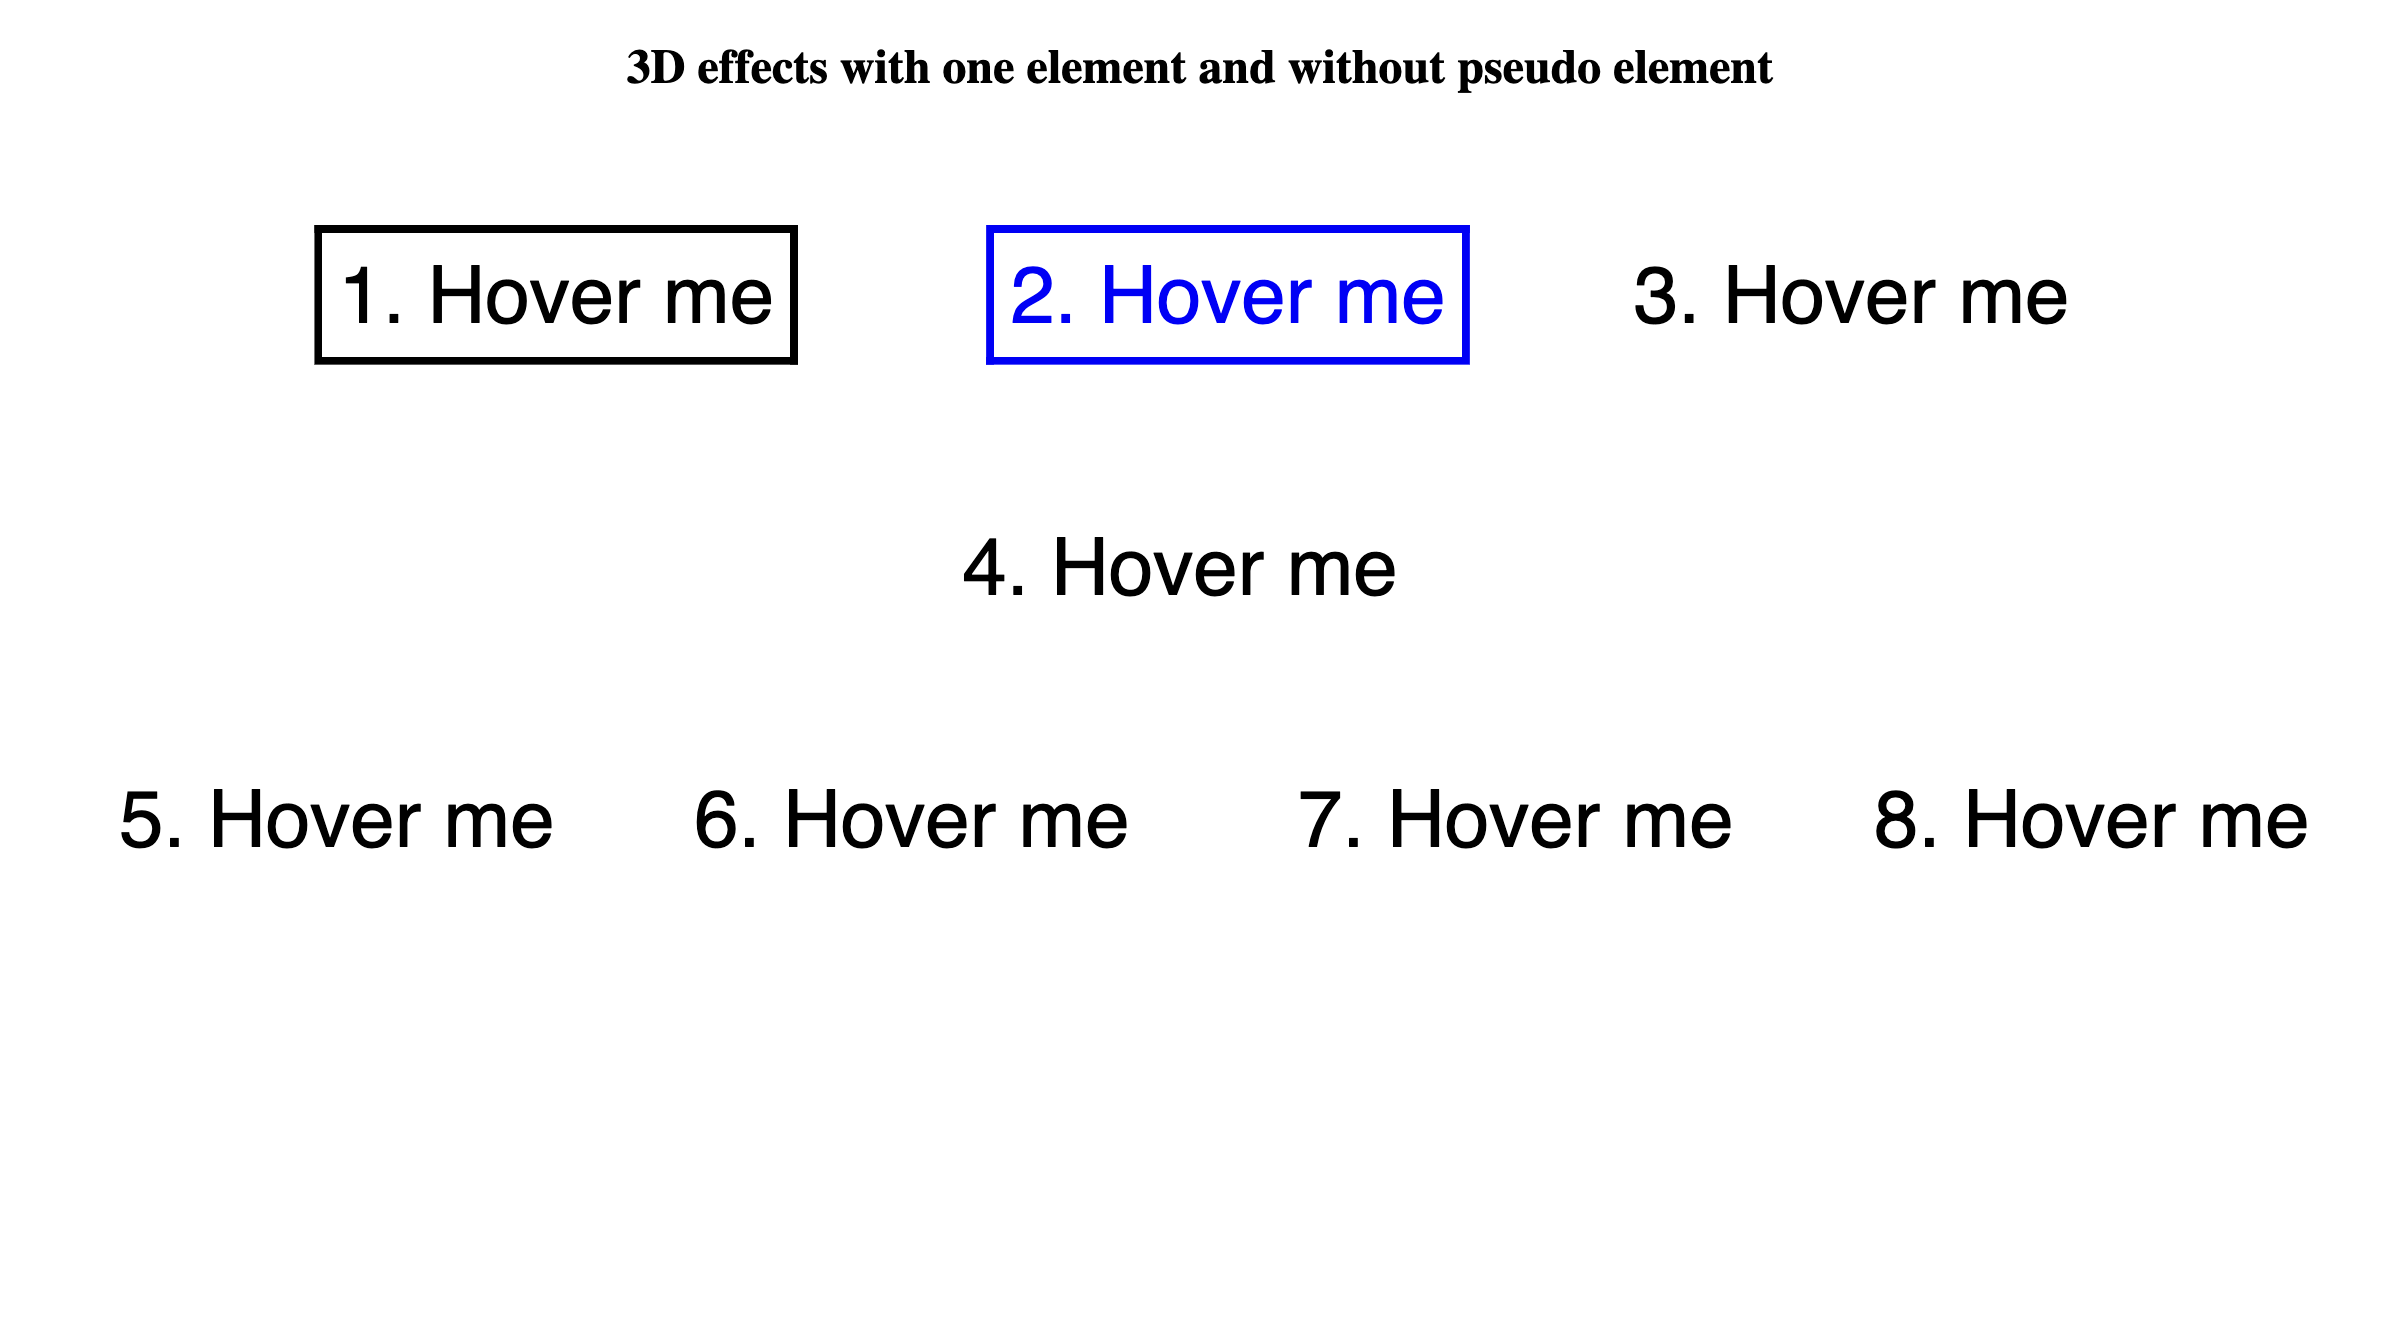 3D effects with one element and without pseudo element
1. Hover me
2. Hover me
3. Hover me
4. Hover me
5. Hover me
6. Hover me
7. Hover me
8. Hover me